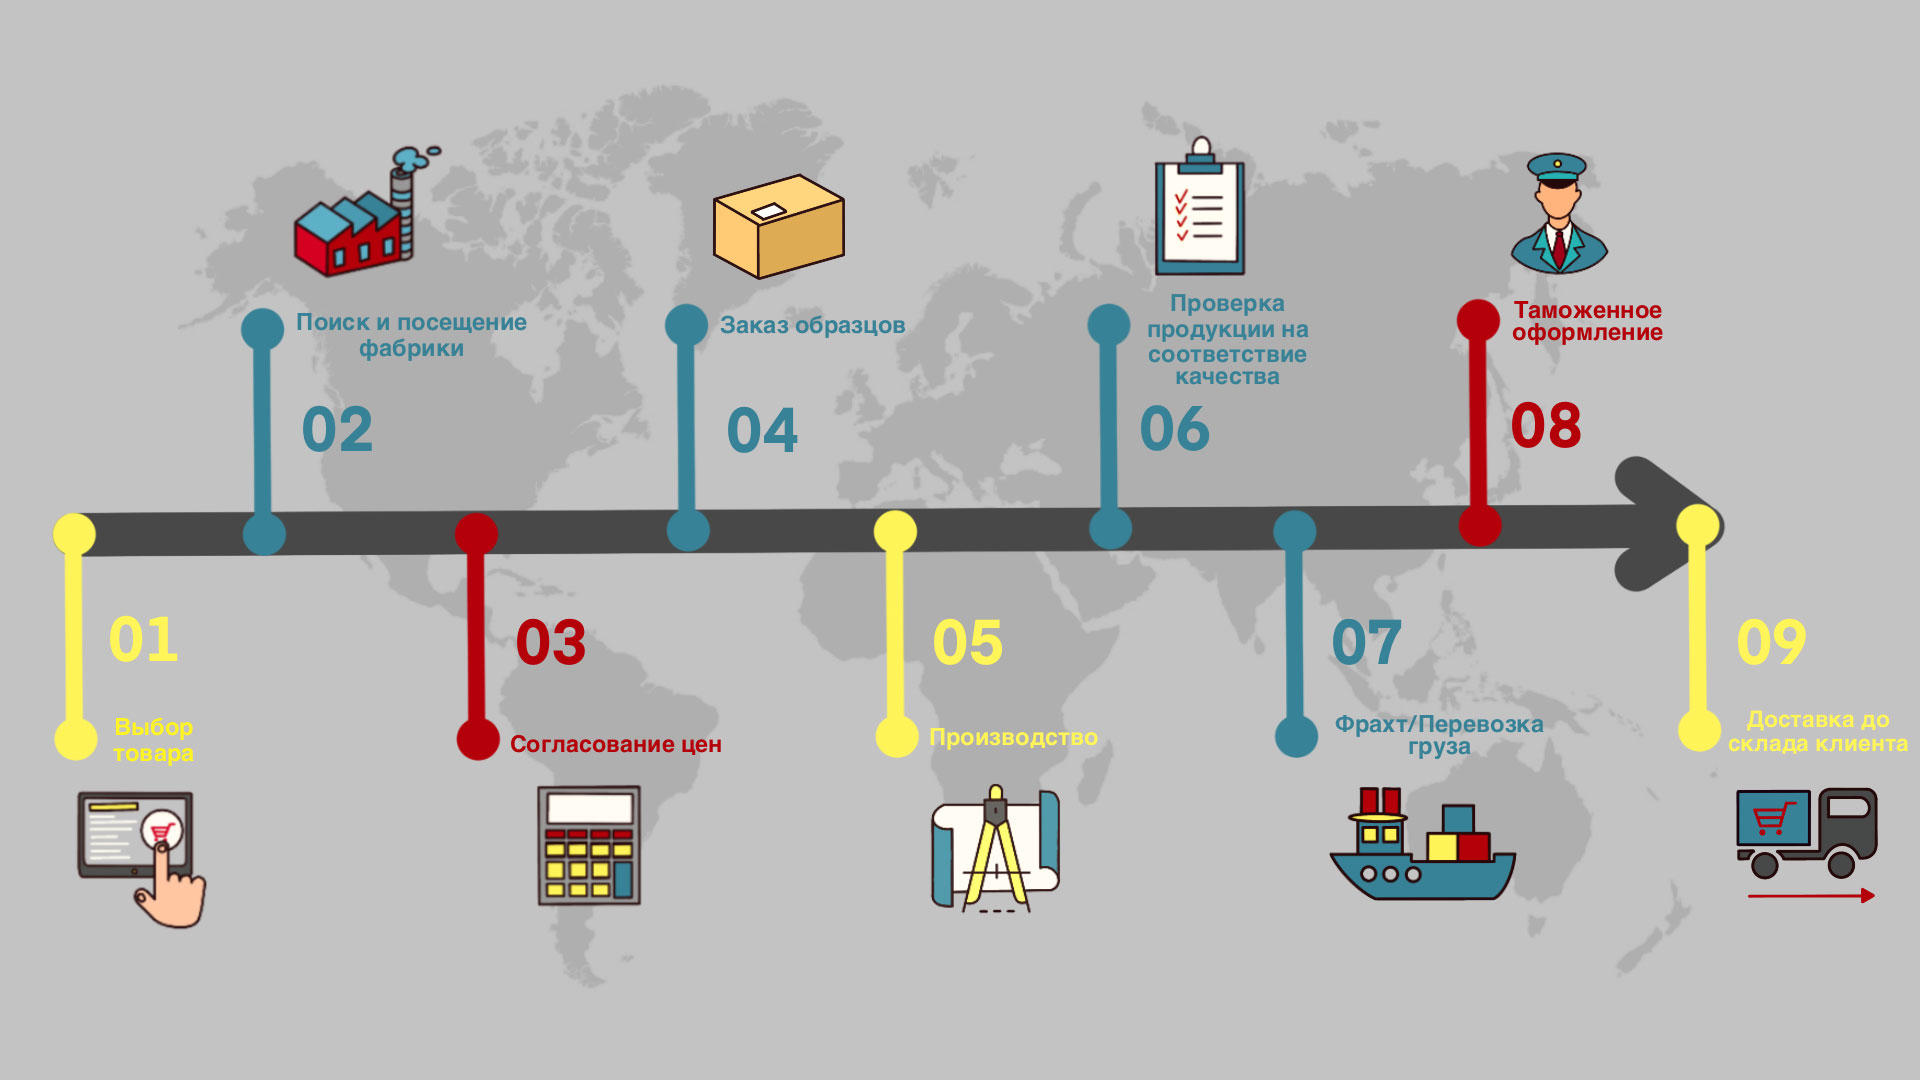 01
Выбор
товара
02
Поиск и посещение
фабрики
03
Согласование цен
04
Заказ образцов
05
Производство
06
Проверка
продукции на
соответствие
качества
07
Фрахт/Перевозка
груза
08
Таможенное
оформление
09
Доставка до
склада клиента